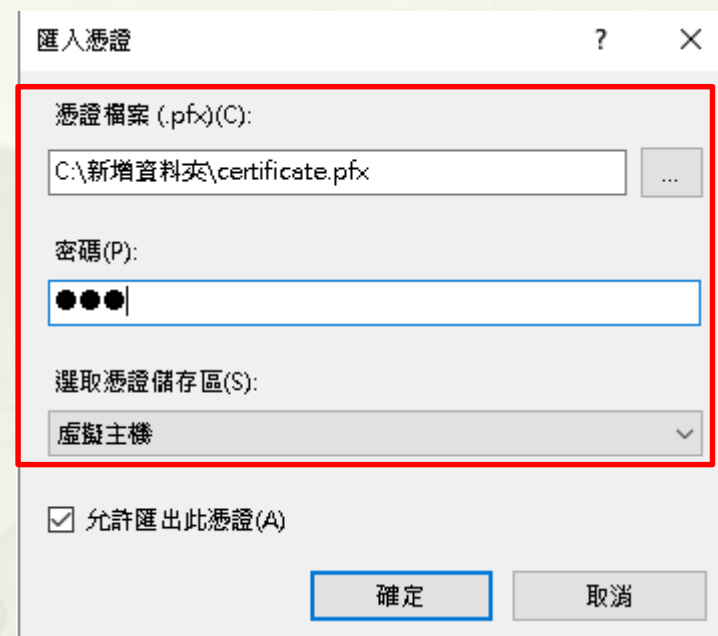 匯入憑證
憑證檔案 (.pfx)(C):
C:\新增資料夾\certificate.pfx
...
密碼(P):
●●●
選取憑證儲存區(S):
虛擬主機
允許匯出此憑證(A)
確定
取消